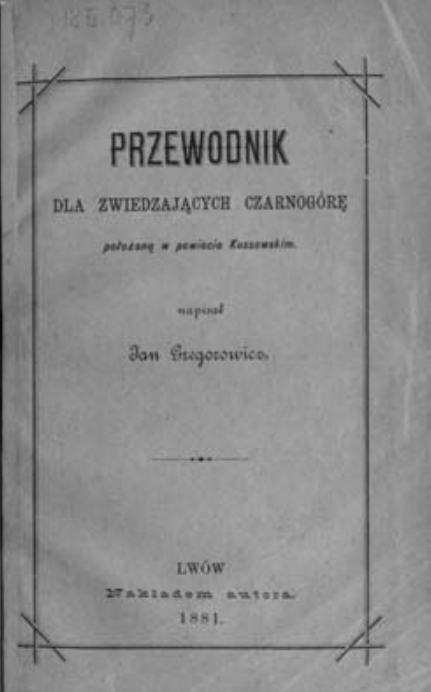 PRZEWODNIK
DLA ZWIEDZAJĄCYCH CZARNOGÓRĘ
położoną w powiecie Kossowskim.
napisał
Jan Gregorowicz.
LWÓW
Nakładem autora.
1881.